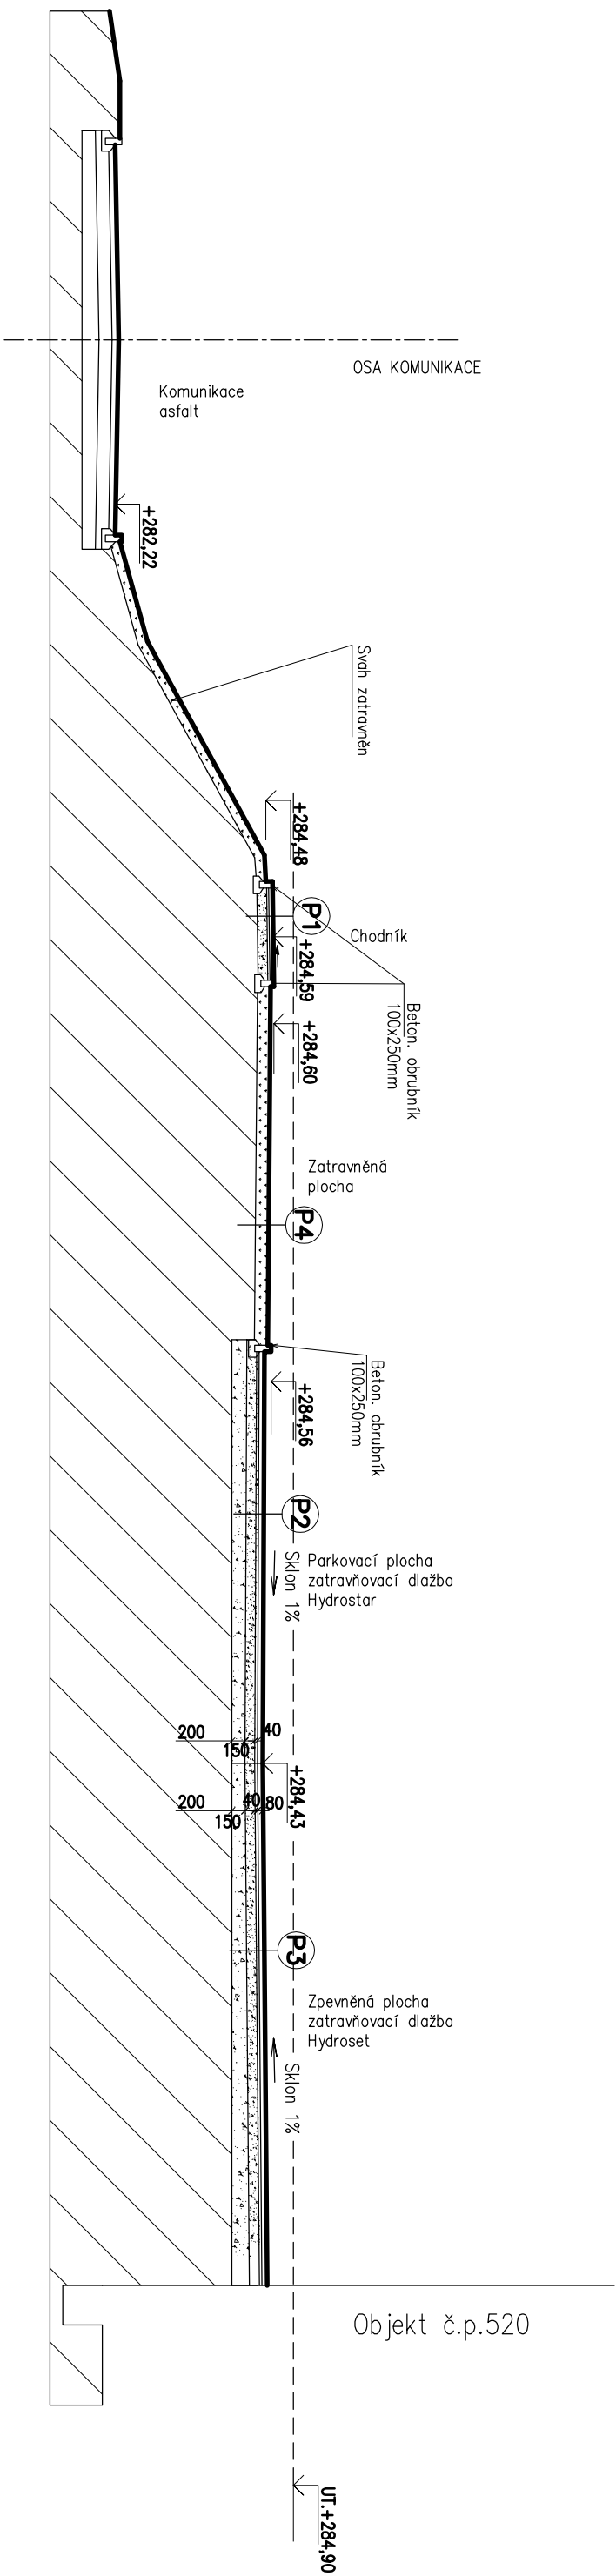 OSA KOMUNIKACE
Komunikace
asfalt
+282,22
Svah zatravněn
+284,48
P1
Chodník
+284,59
Beton. obrubník
100x250mm
+284,60
Zatravněná
plocha
P4
Beton. obrubník
100x250mm
+284,56
P2
Sklon 1%
Parkovací plocha
zatravňovací dlažba
Hydrostar
200
150
40
+284,43
200
150
40
80
P3
Zpevněná plocha
zatravňovací dlažba
Hydroset
Sklon 1%
Objekt č.p.520
UT.+284,90